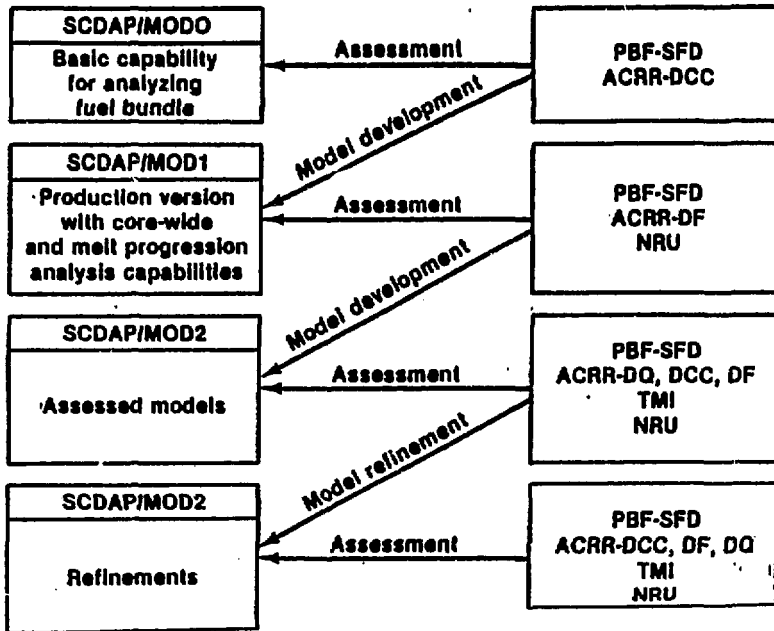 SCDAP/MOD0
Basic capability
for analyzing
fuel bundle
Assessment
PBF-SFD
ACRR-DCC
Model development
SCDAP/MOD1
Production version
with core-wide
and melt progression
analysis capabilities
Assessment
PBF-SFD
ACRR-DF
NRU
Model development
SCDAP/MOD2
Assessed models
Assessment
PBF-SFD
ACRR-DQ, DCC, DF
TMI
NRU
Model refinement
SCDAP/MOD2
Refinements
Assessment
PBF-SFD
ACRR-DCC, DF, DQ
TMI
NRU